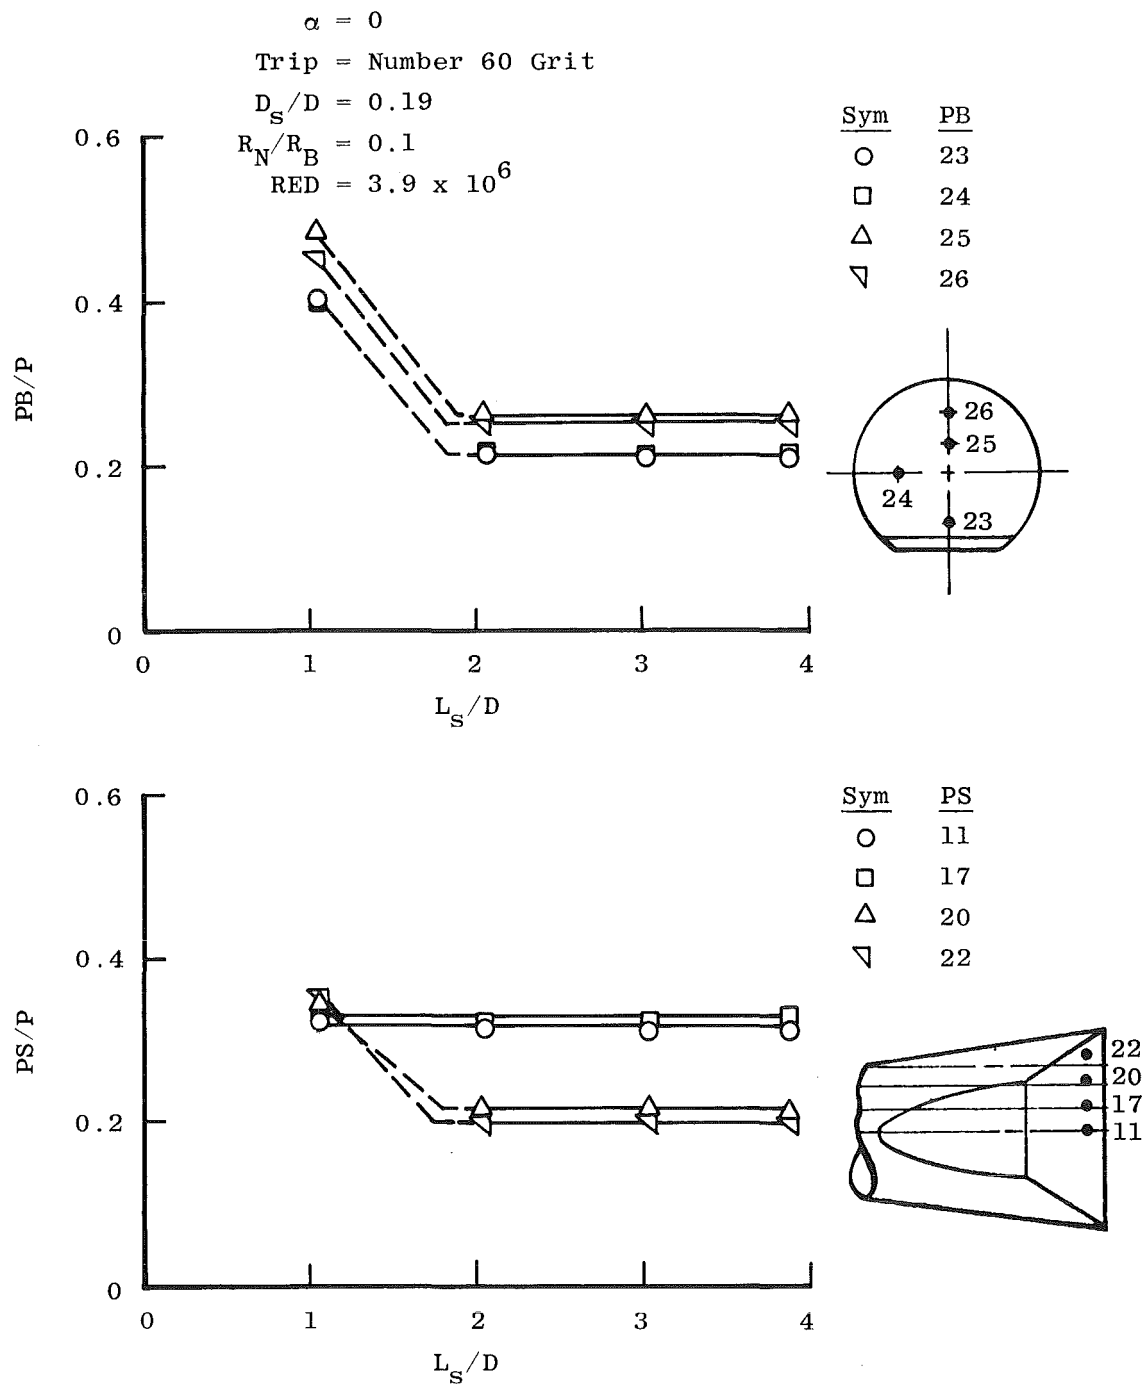 α = 0
Trip = Number 60 Grit
D_s/D = 0.19
R_N/R_B = 0.1
RED = 3.9 x 10^6
Sym PB
23
24
25
26
0.6
0.4
0.2
0
PB/P
0 1 2 3 4
L_s/D
26
25
24
23
Sym PS
11
17
20
22
0.6
0.4
0.2
0
PS/P
0 1 2 3 4
L_s/D
22
20
17
11